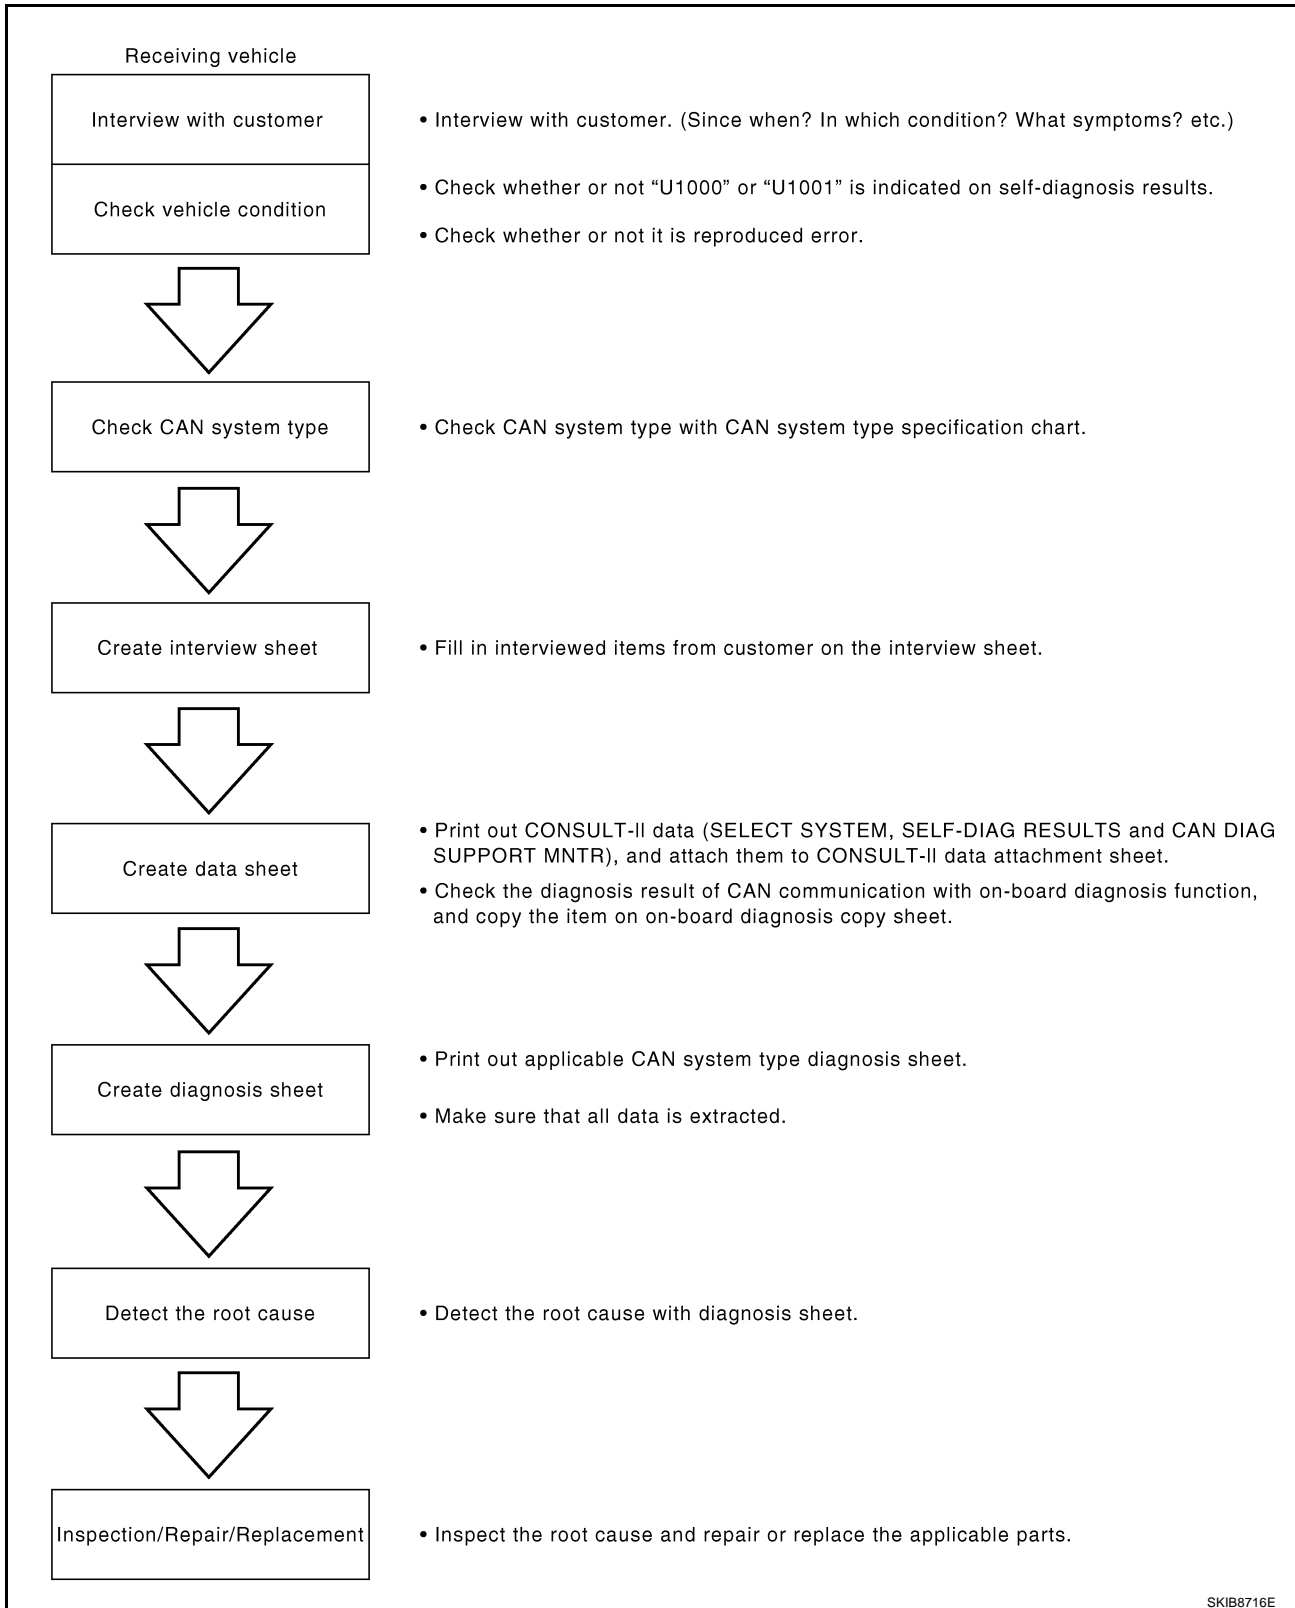 Receiving vehicle
Interview with customer
• Interview with customer. (Since when? In which condition? What symptoms? etc.)
Check vehicle condition
• Check whether or not “U1000” or “U1001” is indicated on self-diagnosis results.
• Check whether or not it is reproduced error.
Check CAN system type
• Check CAN system type with CAN system type specification chart.
Create interview sheet
• Fill in interviewed items from customer on the interview sheet.
Create data sheet
• Print out CONSULT-II data (SELECT SYSTEM, SELF-DIAG RESULTS and CAN DIAG
SUPPORT MNTR), and attach them to CONSULT-II data attachment sheet.
• Check the diagnosis result of CAN communication with on-board diagnosis function,
and copy the item on on-board diagnosis copy sheet.
Create diagnosis sheet
• Print out applicable CAN system type diagnosis sheet.
• Make sure that all data is extracted.
Detect the root cause
• Detect the root cause with diagnosis sheet.
Inspection/Repair/Replacement
• Inspect the root cause and repair or replace the applicable parts.
SKIB8716E